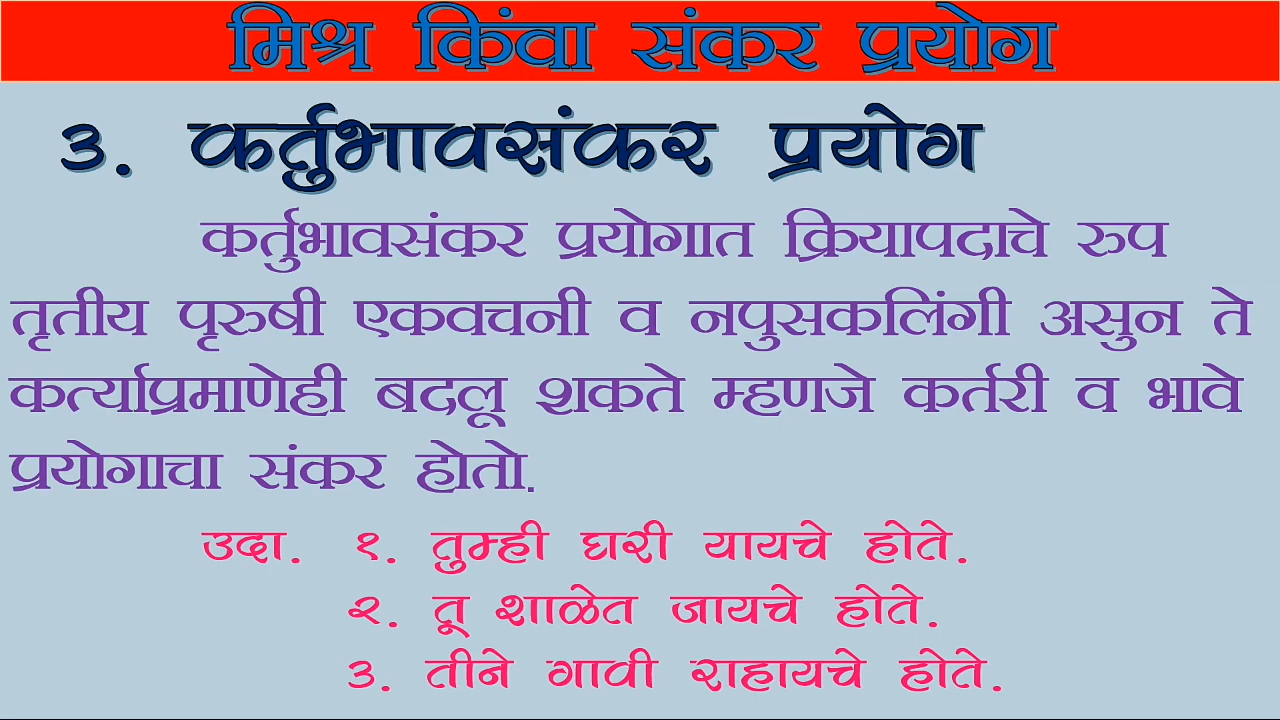 मिश्र किंवा संकर प्रयोग
३. कर्तुभावसंकर प्रयोग
कर्तुभावसंकर प्रयोगात क्रियापदाचे रुप
तृतीय पृरुषी एकवचनी व नपुसकलिंगी असुन ते
कर्त्याप्रमाणेही बदलू शकते म्हणजे कर्तरी व भावे
प्रयोगाचा संकर होतो.
उदा. १. तुम्ही घरी यायचे होते.
२. तू शाळेत जायचे होते.
३. तीने गावी राहायचे होते.